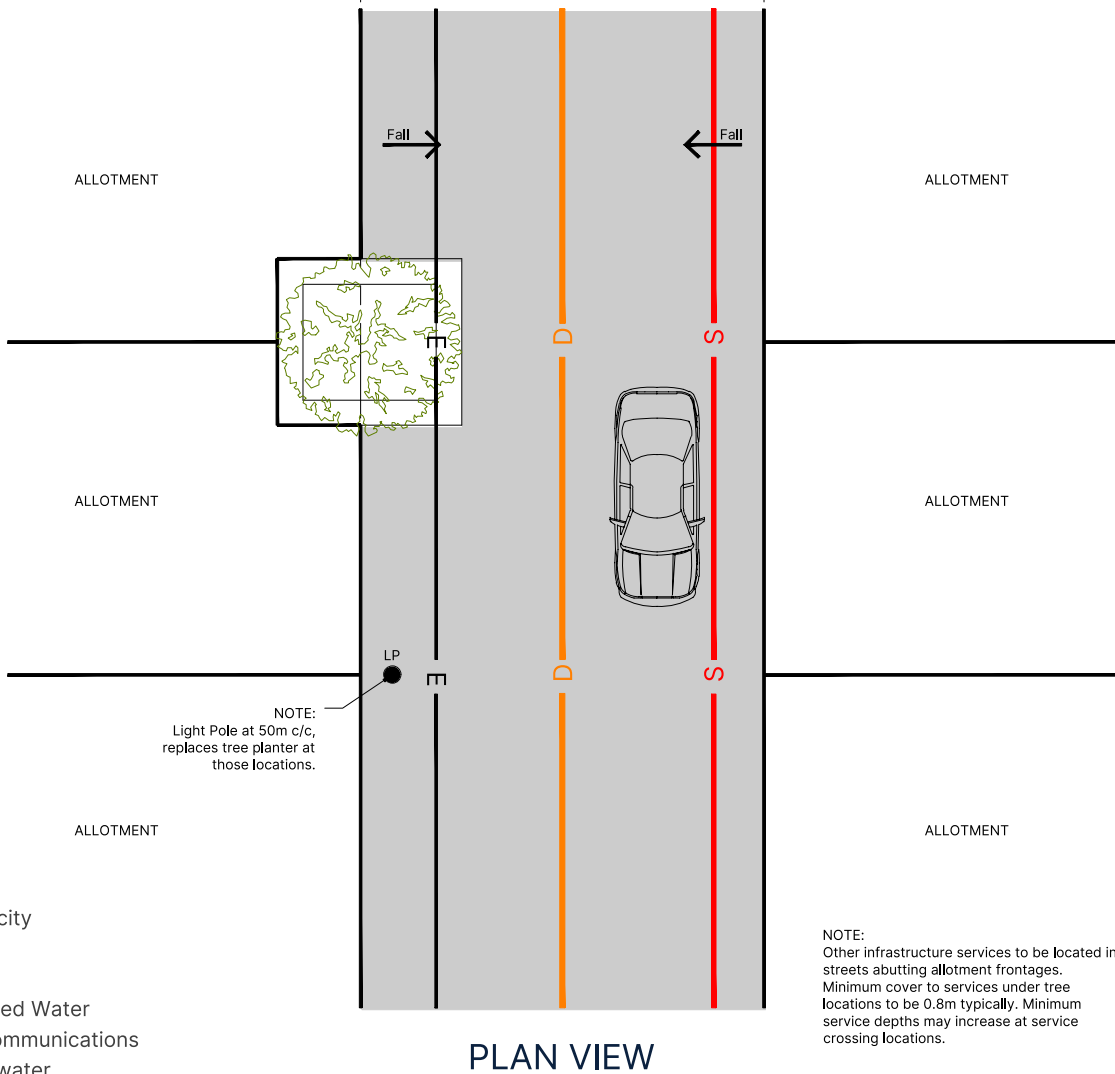 Fall
Fall
ALLOTMENT
ALLOTMENT
E
D
S
ALLOTMENT
ALLOTMENT
LP
E
D
S
NOTE:
Light Pole at 50m c/c,
replaces tree planter at
those locations.
ALLOTMENT
ALLOTMENT
city
ed Water
mmunications
water
NOTE:
Other infrastructure services to be located in
streets abutting allotment frontages.
Minimum cover to services under tree
locations to be 0.8m typically. Minimum
service depths may increase at service
crossing locations.
PLAN VIEW